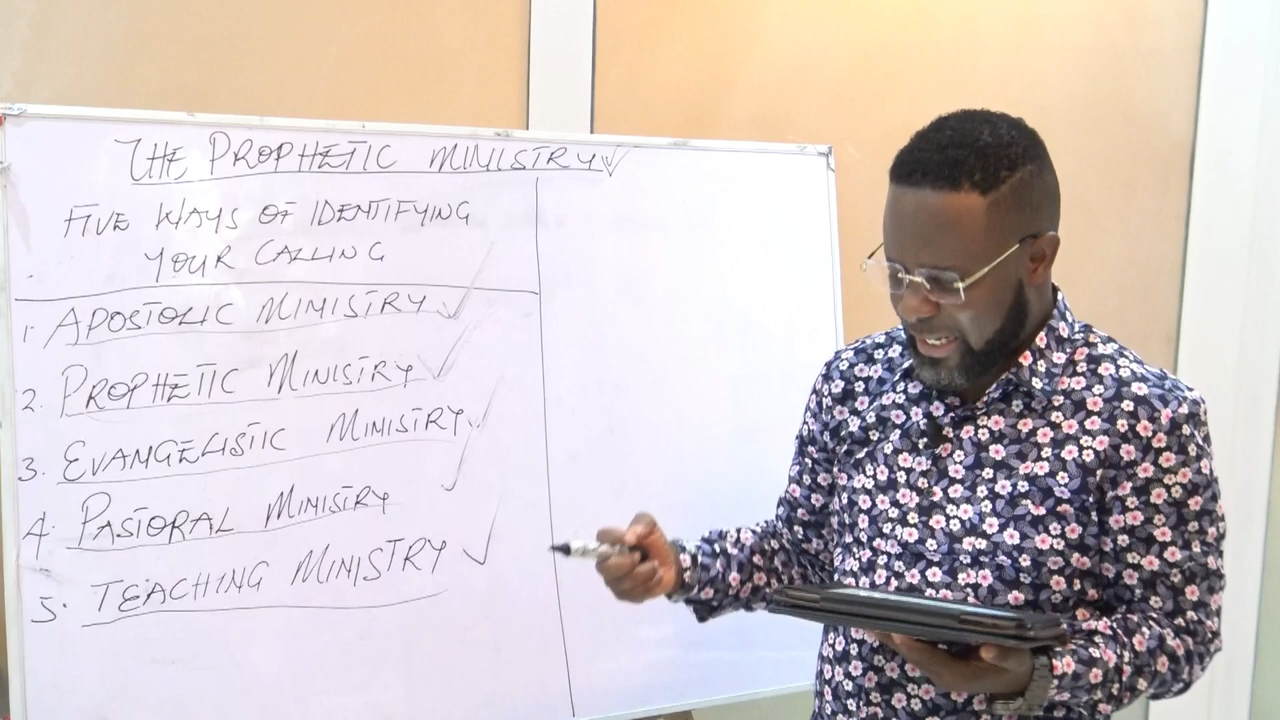 THE PROPHETIC MINISTRY
FIVE WAYS OF IDENTIFYING
YOUR CALLING
1. APOSTOLIC MINISTRY
2. PROPHETIC MINISTRY
3. EVANGELISTIC MINISTRY
4. PASTORAL MINISTRY
5. TEACHING MINISTRY